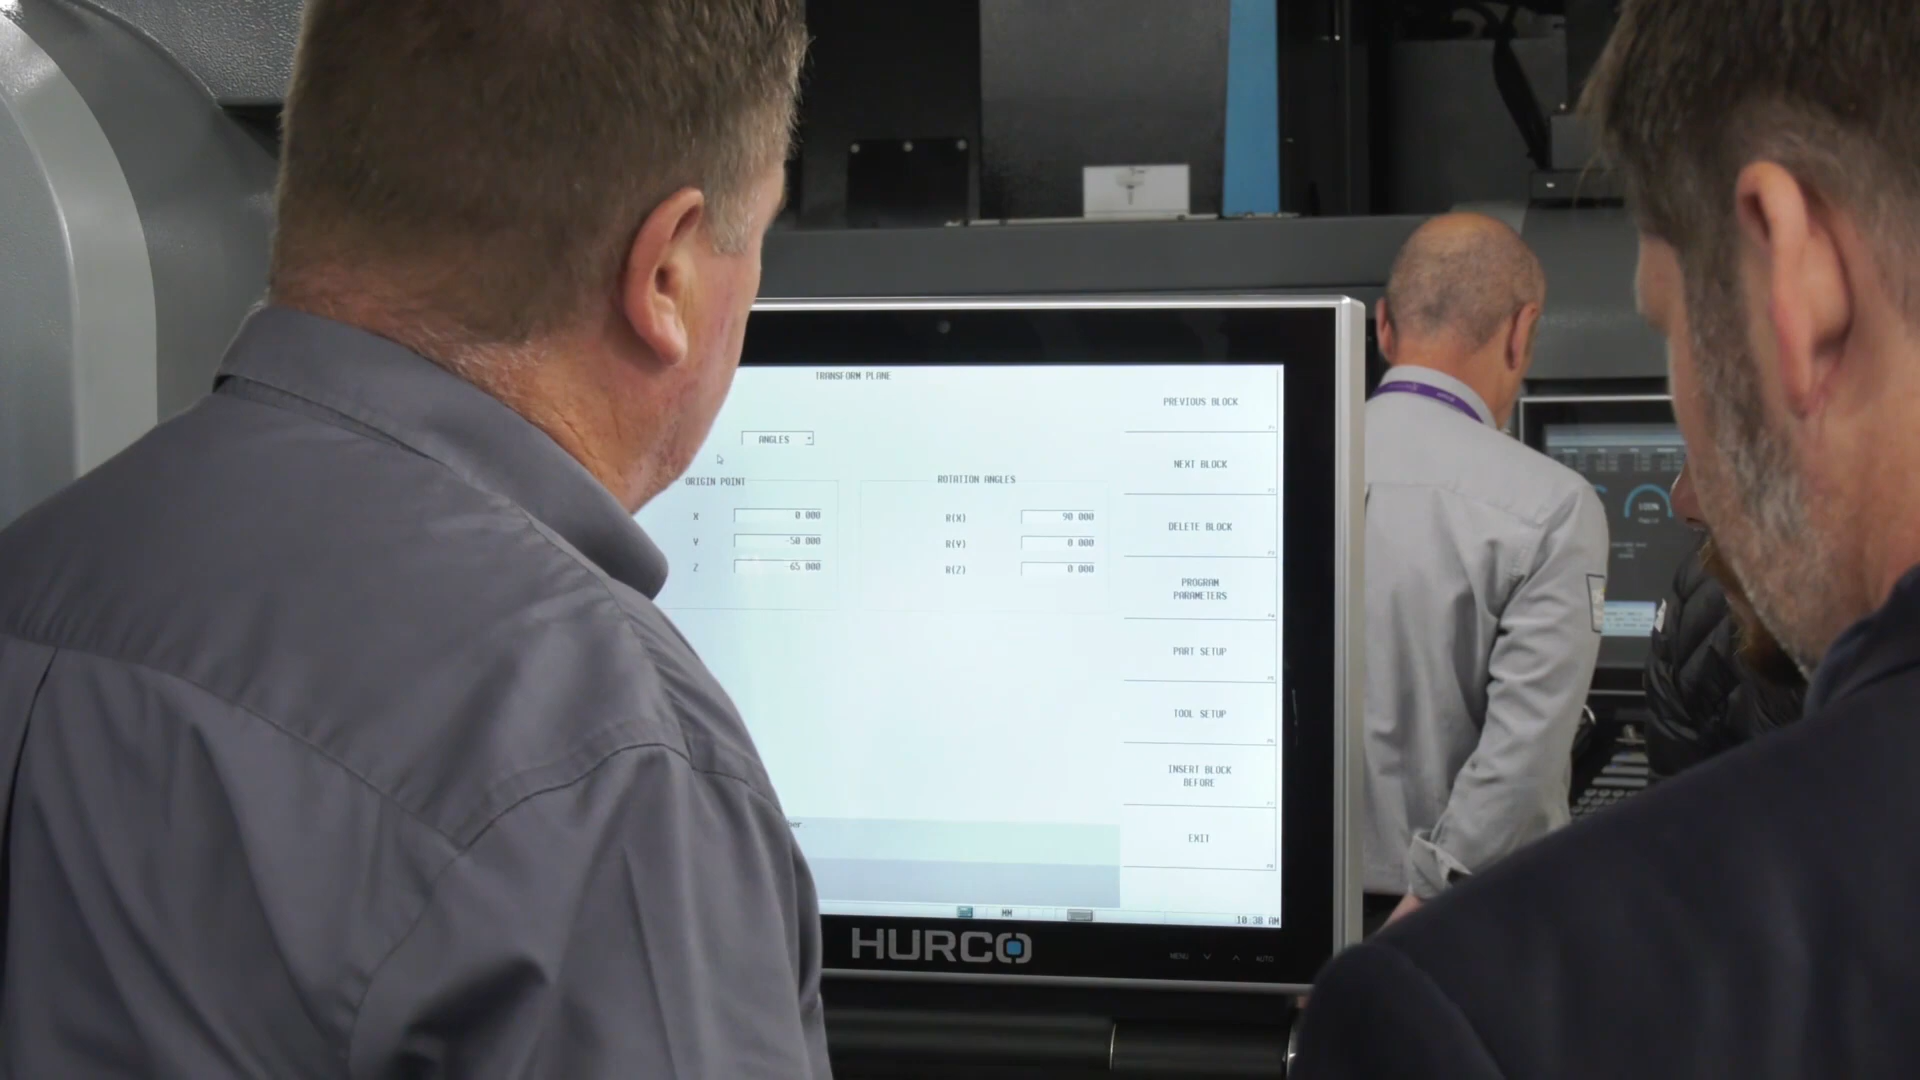 TRANSFORM PLANE
ANGLES
ORIGIN POINT
X 0.000
Y -50.000
Z -65.000
ROTATION ANGLES
R(X) 90.000
R(Y) 0.000
R(Z) 0.000
PREVIOUS BLOCK
NEXT BLOCK
DELETE BLOCK
PROGRAM
PARAMETERS
PART SETUP
TOOL SETUP
INSERT BLOCK
BEFORE
EXIT
MM
10:38 AM
HURCO
MENU
AUTO
100%